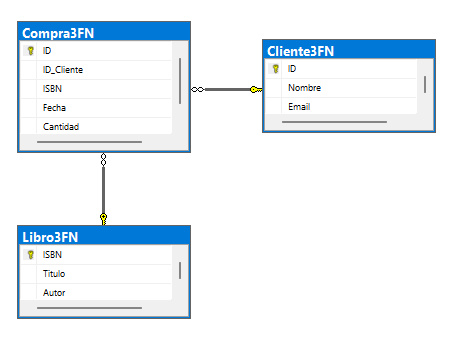 Compra3FN
ID
ID_Cliente
ISBN
Fecha
Cantidad
Cliente3FN
ID
Nombre
Email
Libro3FN
ISBN
Titulo
Autor